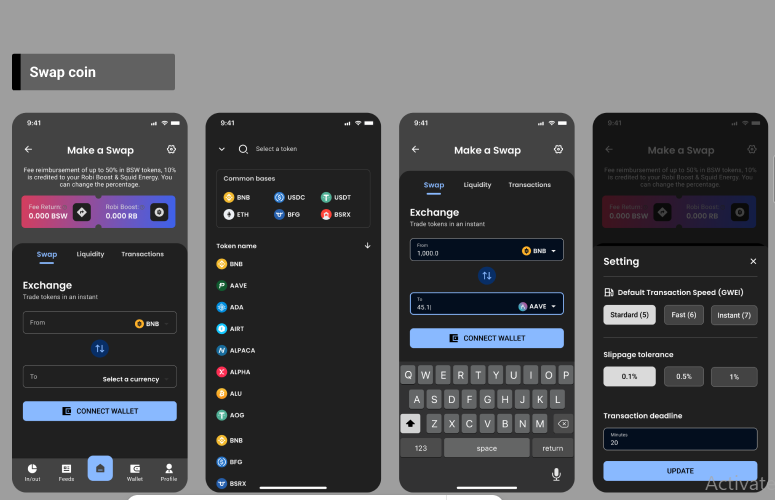 Swap coin
9:41
Make a Swap
Fee reimbursement of up to 50% in BSW tokens, 10%
is credited to your Robi Boost & Squid Energy. You
can change the percentage.
Fee Return:
0.000 BSW
Robi Boost:
0.000 RB
Swap
Liquidity
Transactions
Exchange
Trade tokens in an instant
From
BNB
To
Select a currency
CONNECT WALLET
In/out
Feeds
Wallet
Profile
9:41
Select a token
Common bases
BNB
USDC
USDT
ETH
BFG
BSRX
Token name
BNB
AAVE
ADA
AIRT
ALPACA
ALPHA
ALU
AOG
BNB
BFG
BSRX
9:41
Make a Swap
Swap
Liquidity
Transactions
Exchange
Trade tokens in an instant
From
1,000.0
BNB
To
45.1
AAVE
CONNECT WALLET
Q W E R T Y U I O P
A S D F G H J K L
Z X C V B N M
123
space
return
9:41
Make a Swap
Fee reimbursement of up to 50% in BSW tokens, 10%
is credited to your Robi Boost & Squid Energy. You
can change the percentage.
Fee Return:
0.000 BSW
Robi Boost:
0.000 RB
Setting
Default Transaction Speed (GWEI)
Stardard (5)
Fast (6)
Instant (7)
Slippage tolerance
0.1%
0.5%
1%
Transaction deadline
Minutes
20
UPDATE
Activate